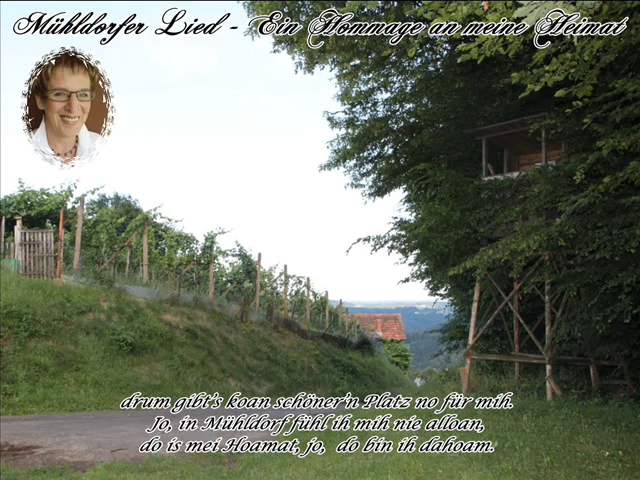 Mühldorfer Lied - Ein Hommage an meine Heimat
drum gibt's koan schöner'n Platz no für mih.
Jo, in Mühldorf fühl ih mih nie alloan,
do is mei Hoamat, jo, do bin ih dahoam.